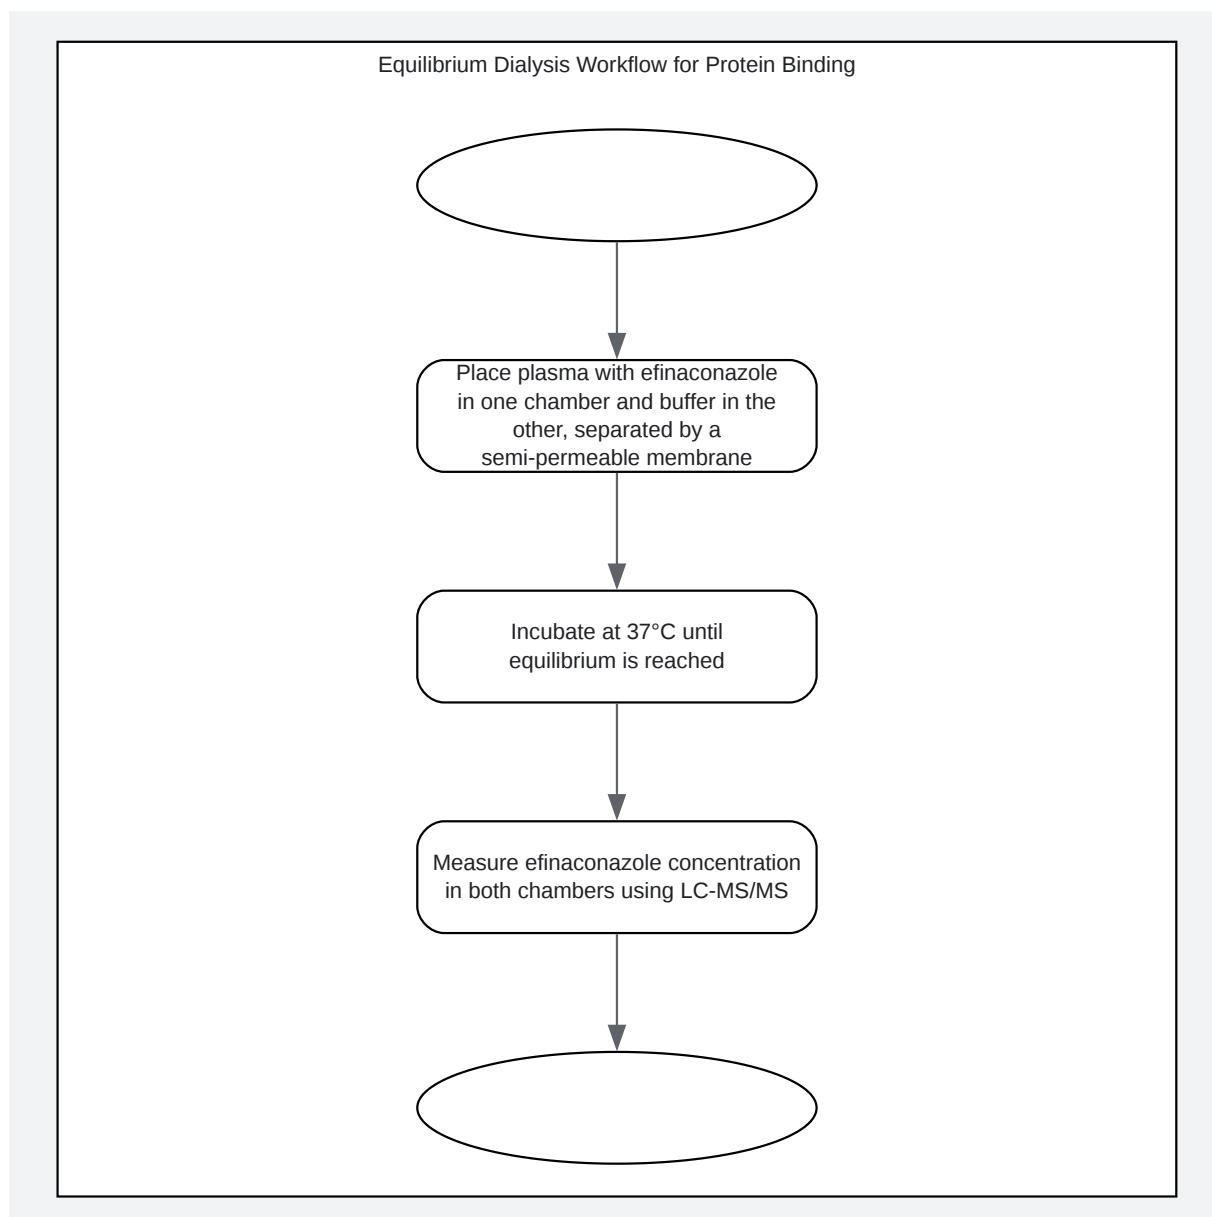 Equilibrium Dialysis Workflow for Protein Binding
Place plasma with efinaconazole
in one chamber and buffer in the
other, separated by a
semi-permeable membrane
Incubate at 37°C until
equilibrium is reached
Measure efinaconazole concentration
in both chambers using LC-MS/MS